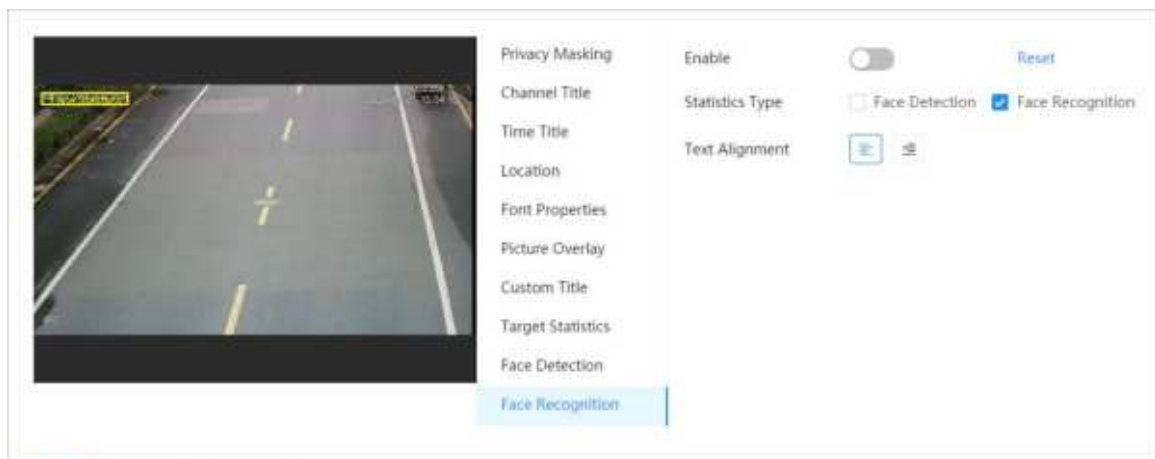 Privacy Masking
Channel Title
Time Title
Location
Font Properties
Picture Overlay
Custom Title
Target Statistics
Face Detection
Face Recognition
Enable
Reset
Statistics Type
Face Detection
Face Recognition
Text Alignment